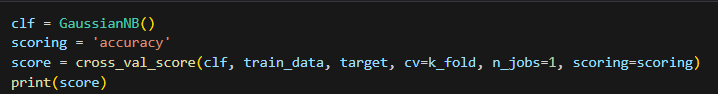 clf = GaussianNB()
scoring = 'accuracy'
score = cross_val_score(clf, train_data, target, cv=k_fold, n_jobs=1, scoring=scoring)
print(score)